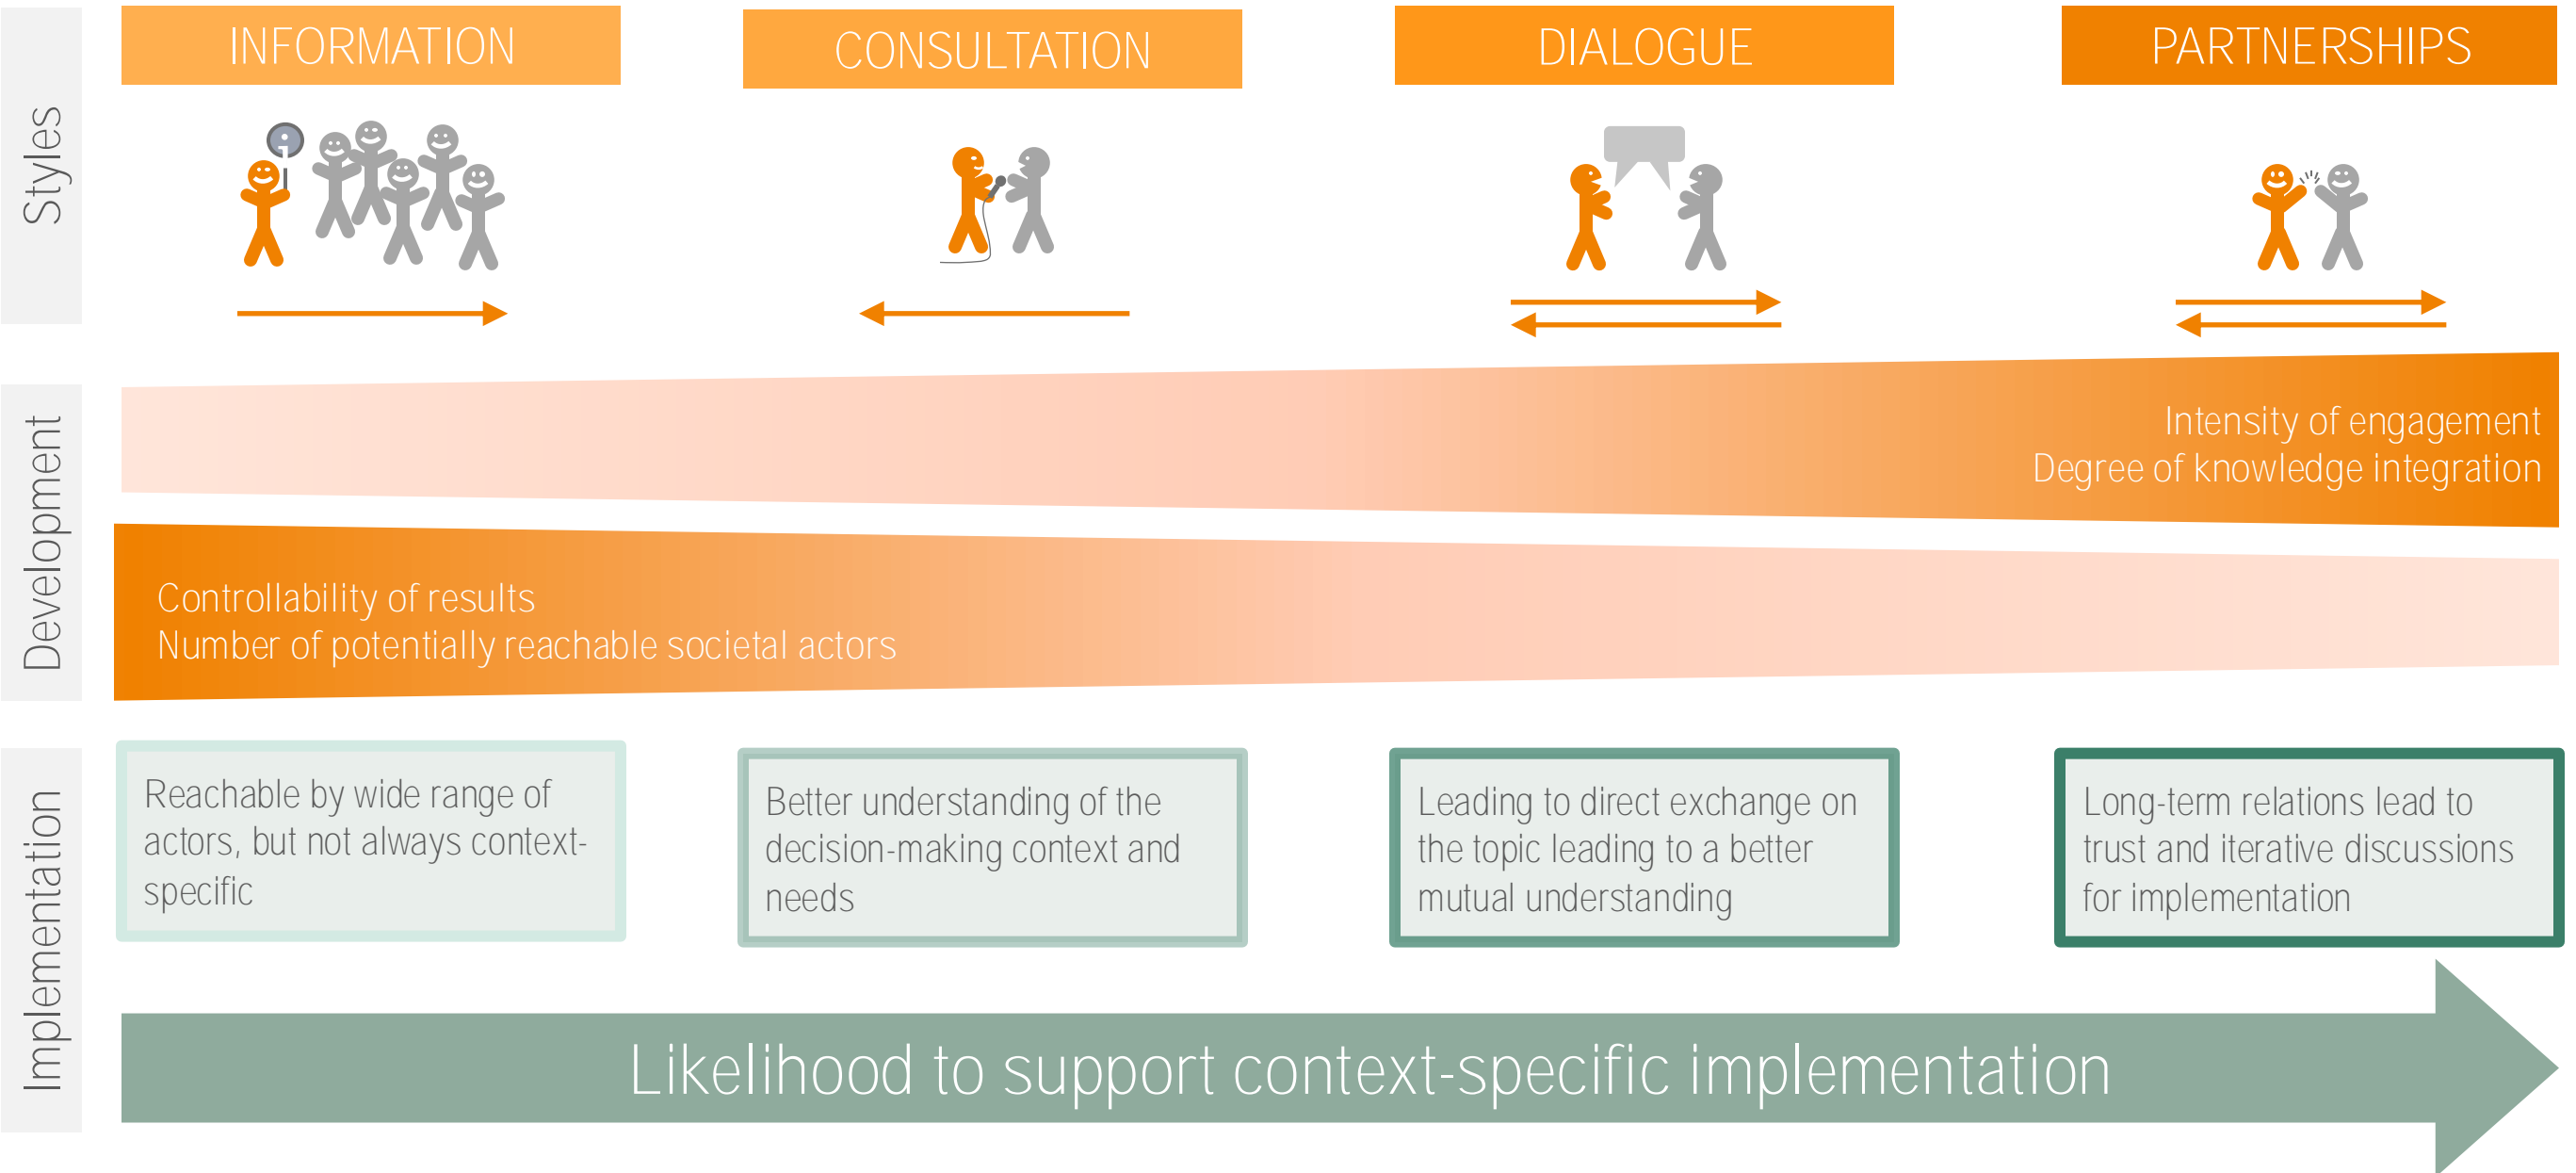 INFORMATION
CONSULTATION
DIALOGUE
PARTNERSHIPS
Styles
i
Development
Intensity of engagement
Degree of knowledge integration
Controllability of results
Number of potentially reachable societal actors
Implementation
Reachable by wide range of
actors, but not always context-
specific
Better understanding of the
decision-making context and
needs
Leading to direct exchange on
the topic leading to a better
mutual understanding
Long-term relations lead to
trust and iterative discussions
for implementation
Likelihood to support context-specific implementation